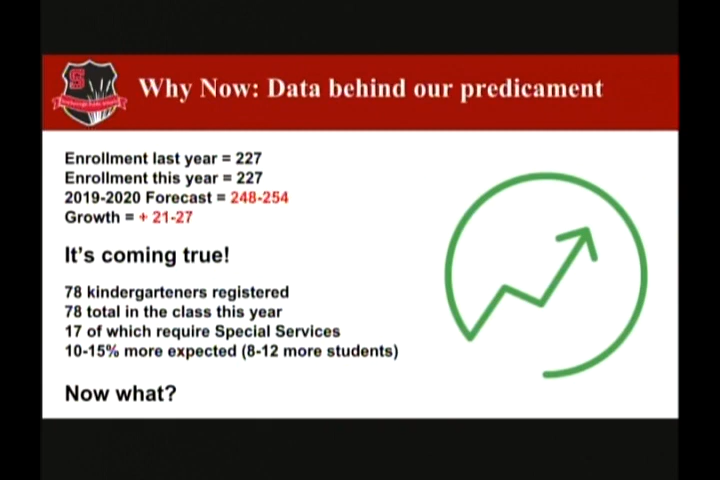 S
Why Now: Data behind our predicament
Enrollment last year = 227
Enrollment this year = 227
2019-2020 Forecast = 248-254
Growth = + 21-27
It's coming true!
78 kindergarteners registered
78 total in the class this year
17 of which require Special Services
10-15% more expected (8-12 more students)
Now what?